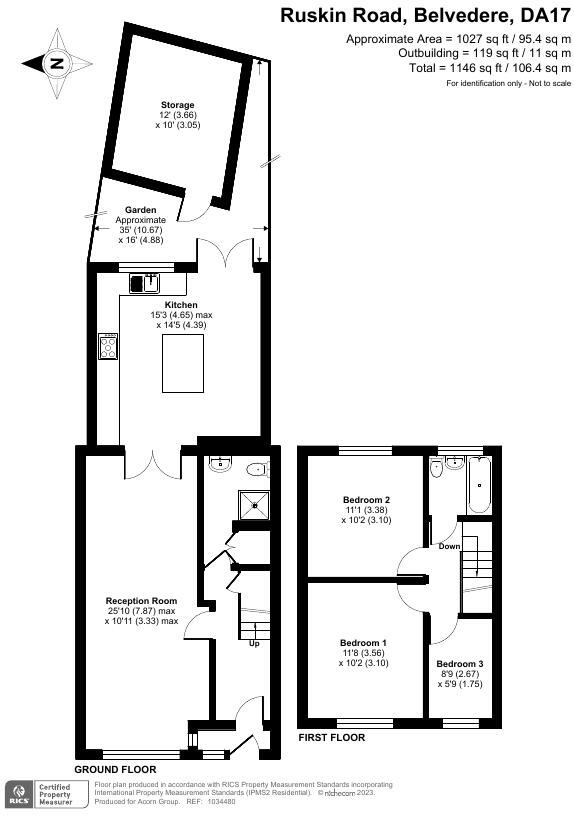 Ruskin Road, Belvedere, DA17
Approximate Area = 1027 sq ft / 95.4 sq m
Outbuilding = 119 sq ft / 11 sq m
Total = 1146 sq ft / 106.4 sq m
For identification only - Not to scale
N
Storage
12' (3.66)
x 10' (3.05)
Garden
Approximate
35' (10.67)
x 16' (4.88)
Kitchen
15'3 (4.65) max
x 14'5 (4.39)
Reception Room
25'10 (7.87) max
x 10'11 (3.33) max
Up
Bedroom 2
11'1 (3.38)
x 10'2 (3.10)
Down
Bedroom 1
11'8 (3.56)
x 10'2 (3.10)
Bedroom 3
8'9 (2.67)
x 5'9 (1.75)
FIRST FLOOR
GROUND FLOOR
RICS
Certified
Property
Measurer
Floor plan produced in accordance with RICS Property Measurement Standards incorporating
International Property Measurement Standards (IPMS2 Residential). © nichecom 2023.
Produced for Acorn Group. REF: 1034480